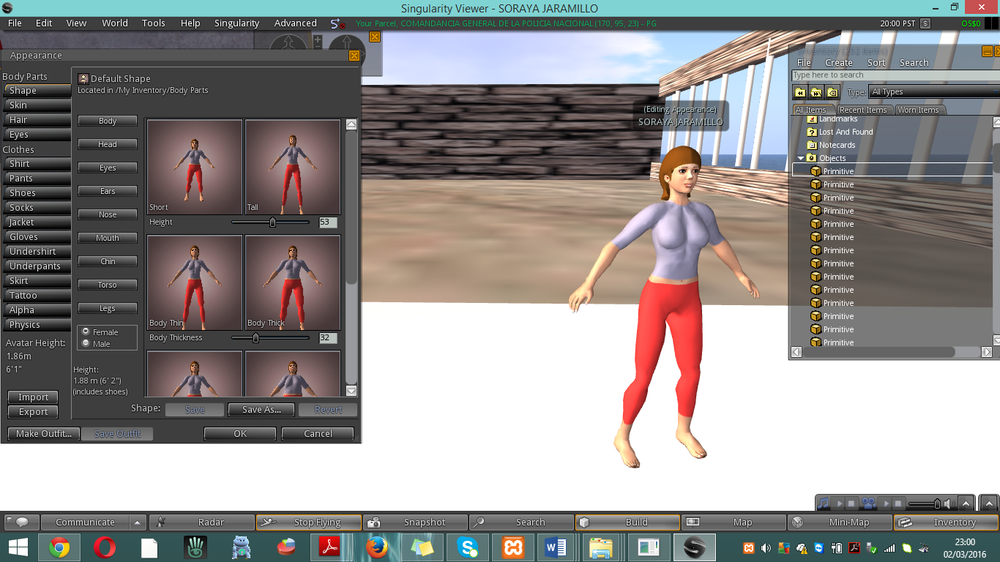 Singularity Viewer - SORAYA JARAMILLO
File Edit View World Tools Help Singularity Advanced Your Parcel, COMANDANCIA GENERAL DE LA POLICIA NACIONAL (170, 95, 23) - PG 20:00 PST $ OS$0
Appearance
Body Parts
Shape
Skin
Hair
Eyes
Clothes
Shirt
Pants
Shoes
Socks
Jacket
Gloves
Undershirt
Underpants
Skirt
Tattoo
Alpha
Physics
Avatar Height:
1.86m
6'1"
Import
Export
Make Outfit...
Save Outfit
Default Shape
Located in /My Inventory/Body Parts
Body
Head
Eyes
Ears
Nose
Mouth
Chin
Torso
Legs
Female
Male
Height:
1.88 m (6' 2")
(includes shoes)
Short
Tall
Height 53
Body Thin
Body Thick
Body Thickness 32
Shape: Save Save As... Revert
OK Cancel
(Editing Appearance)
SORAYA JARAMILLO
File Create Sort Search
Type here to search
Type: All Types
All Items Recent Items Worn Items
Landmarks
Lost And Found
Notecards
Objects
Primitive
Primitive
Primitive
Primitive
Primitive
Primitive
Primitive
Primitive
Primitive
Primitive
Primitive
Primitive
Primitive
Primitive
Communicate Radar Stop Flying Snapshot Search Build Map Mini-Map Inventory
23:00
02/03/2016